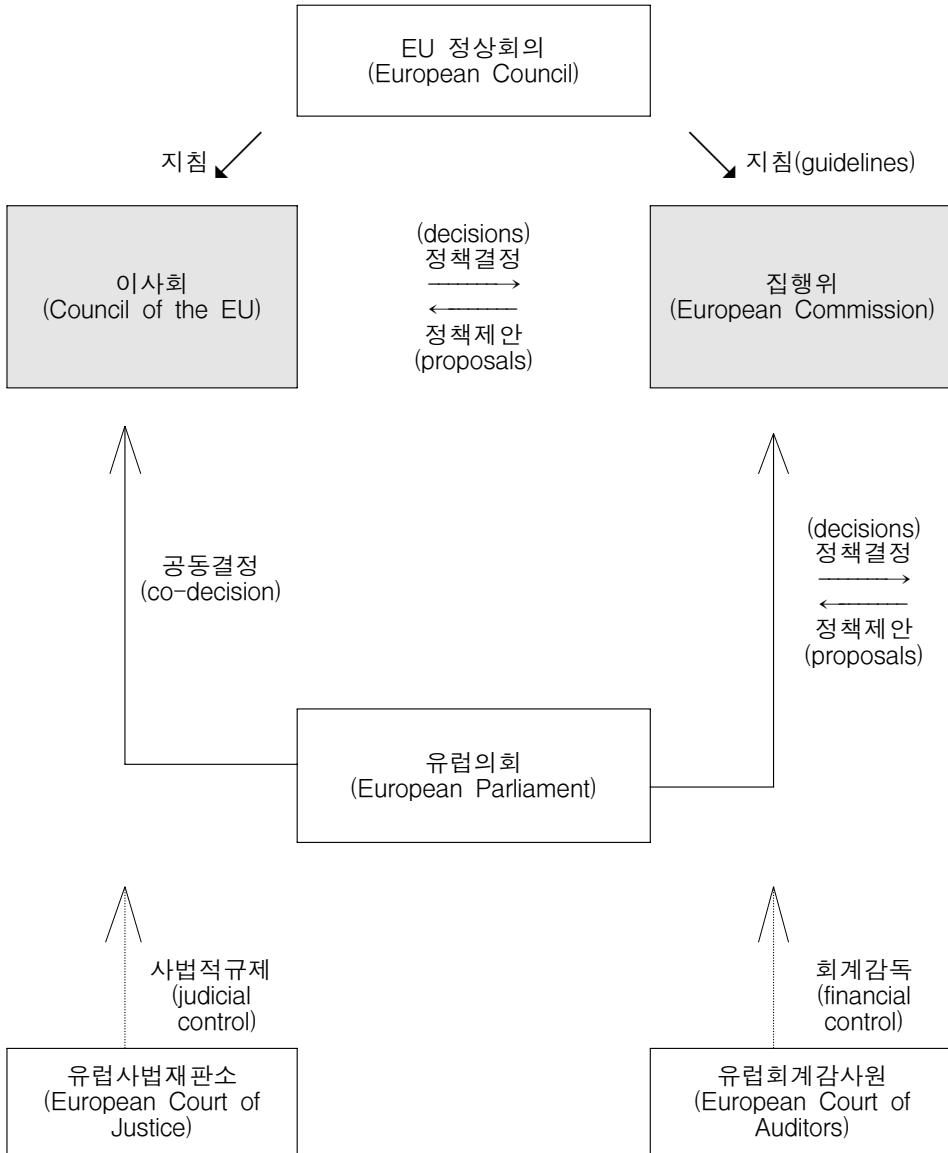 EU 정상회의
(European Council)
지침
지침(guidelines)
이사회
(Council of the EU)
(decisions)
정책결정
정책제안
(proposals)
집행위
(European Commission)
공동결정
(co-decision)
(decisions)
정책결정
정책제안
(proposals)
유럽의회
(European Parliament)
사법적규제
(judicial
control)
회계감독
(financial
control)
유럽사법재판소
(European Court of
Justice)
유럽회계감사원
(European Court of
Auditors)